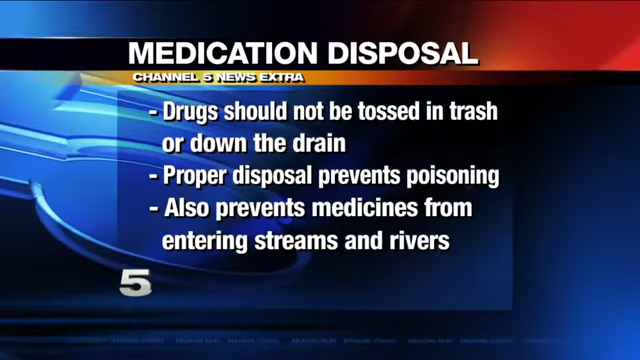 MEDICATION DISPOSAL
CHANNEL 5 NEWS EXTRA
- Drugs should not be tossed in trash
or down the drain
- Proper disposal prevents poisoning
- Also prevents medicines from
entering streams and rivers
5